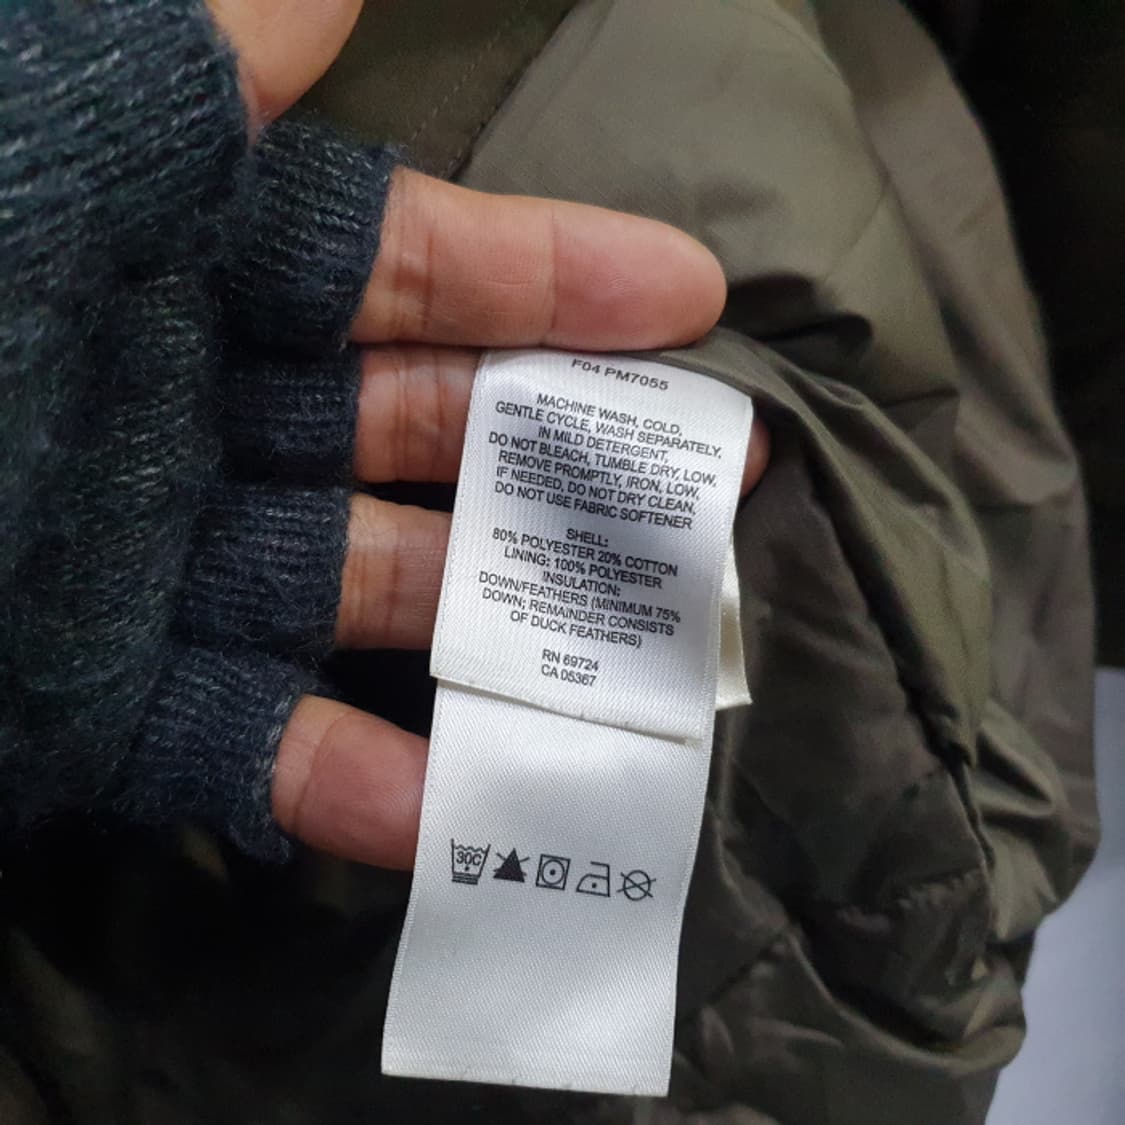 F04 PM7055
MACHINE WASH, COLD,
GENTLE CYCLE, WASH SEPARATELY,
IN MILD DETERGENT,
DO NOT BLEACH, TUMBLE DRY, LOW,
REMOVE PROMPTLY, IRON, LOW,
IF NEEDED, DO NOT DRY CLEAN,
DO NOT USE FABRIC SOFTENER
SHELL:
80% POLYESTER 20% COTTON
LINING: 100% POLYESTER
INSULATION:
DOWN/FEATHERS (MINIMUM 75%
DOWN; REMAINDER CONSISTS
OF DUCK FEATHERS)
RN 69724
CA 05367
30C